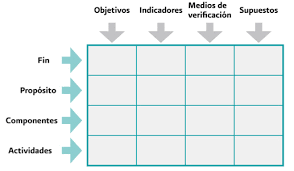 Objetivos Indicadores Medios de verificación Supuestos
Fin
Propósito
Componentes
Actividades